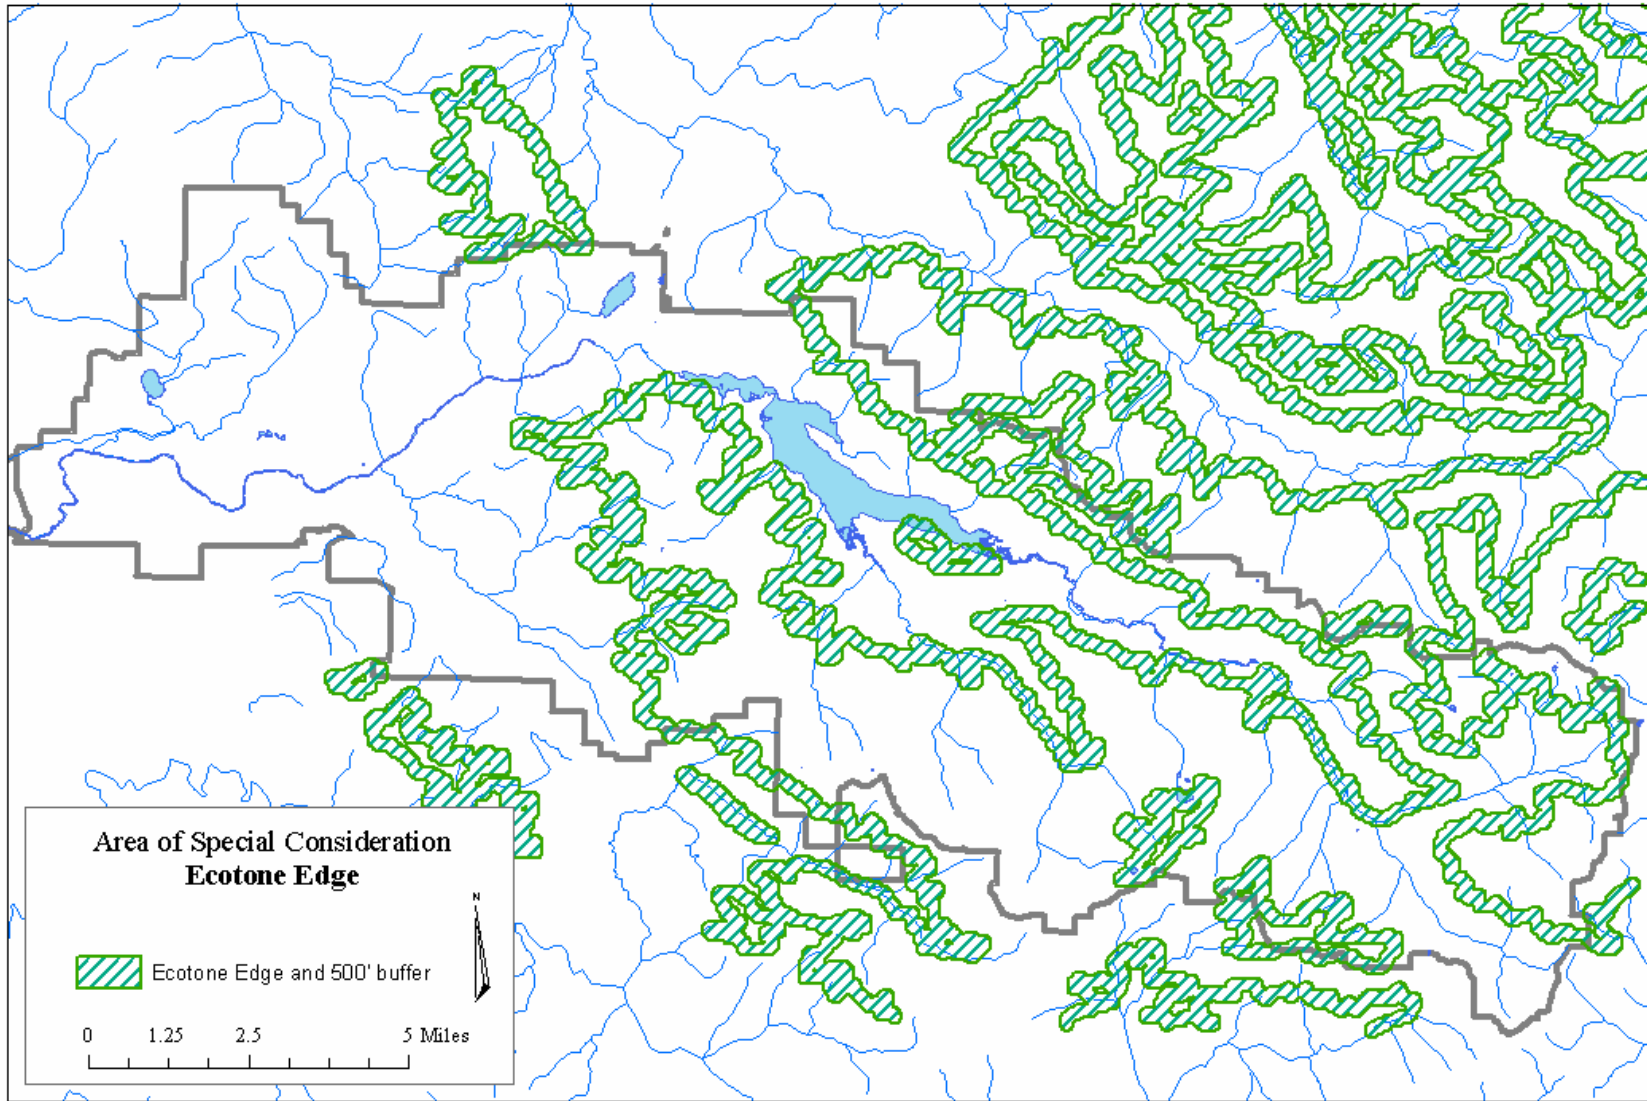 Area of Special Consideration
Ecotone Edge
N
Ecotone Edge and 500' buffer
0 1.25 2.5 5 Miles